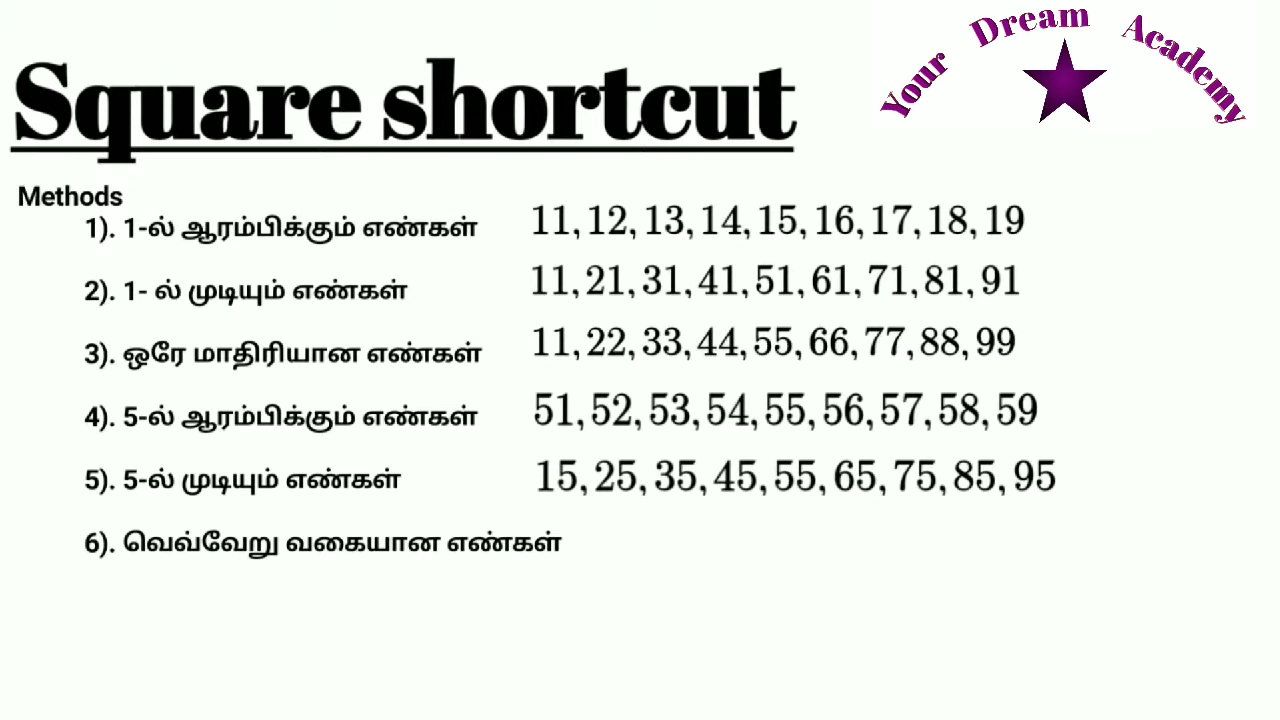 Your Dream Academy
Square shortcut
Methods
1). 1-ல் ஆரம்பிக்கும் எண்கள் 11, 12, 13, 14, 15, 16, 17, 18, 19
2). 1- ல் முடியும் எண்கள் 11, 21, 31, 41, 51, 61, 71, 81, 91
3). ஒரே மாதிரியான எண்கள் 11, 22, 33, 44, 55, 66, 77, 88, 99
4). 5-ல் ஆரம்பிக்கும் எண்கள் 51, 52, 53, 54, 55, 56, 57, 58, 59
5). 5-ல் முடியும் எண்கள் 15, 25, 35, 45, 55, 65, 75, 85, 95
6). வெவ்வேறு வகையான எண்கள்